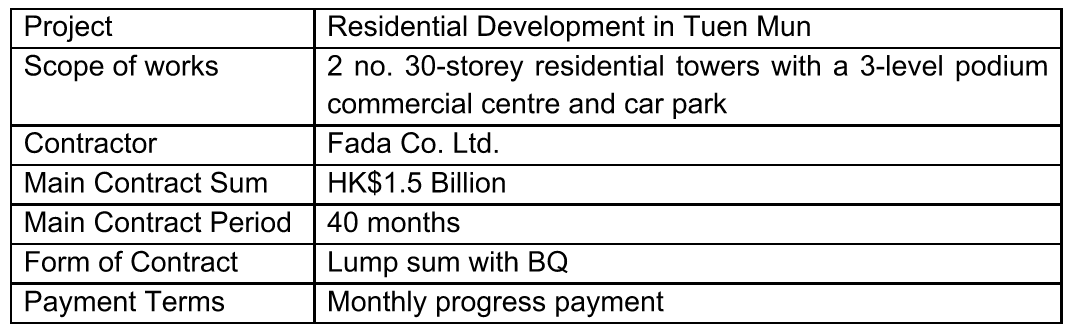 Project Residential Development in Tuen Mun
Scope of works 2 no. 30-storey residential towers with a 3-level podium
commercial centre and car park
Contractor Fada Co. Ltd.
Main Contract Sum HK$1.5 Billion
Main Contract Period 40 months
Form of Contract Lump sum with BQ
Payment Terms Monthly progress payment